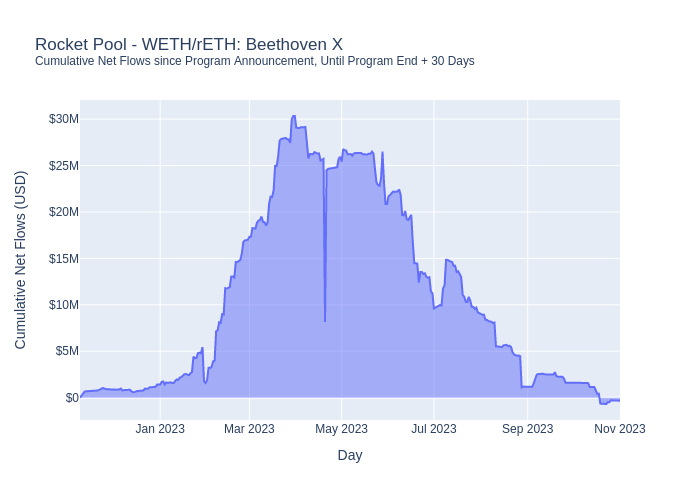 Rocket Pool - WETH/rETH: Beethoven X
Cumulative Net Flows since Program Announcement, Until Program End + 30 Days
Cumulative Net Flows (USD)
$30M
$25M
$20M
$15M
$10M
$5M
$0
Jan 2023
Mar 2023
May 2023
Jul 2023
Sep 2023
Nov 2023
Day